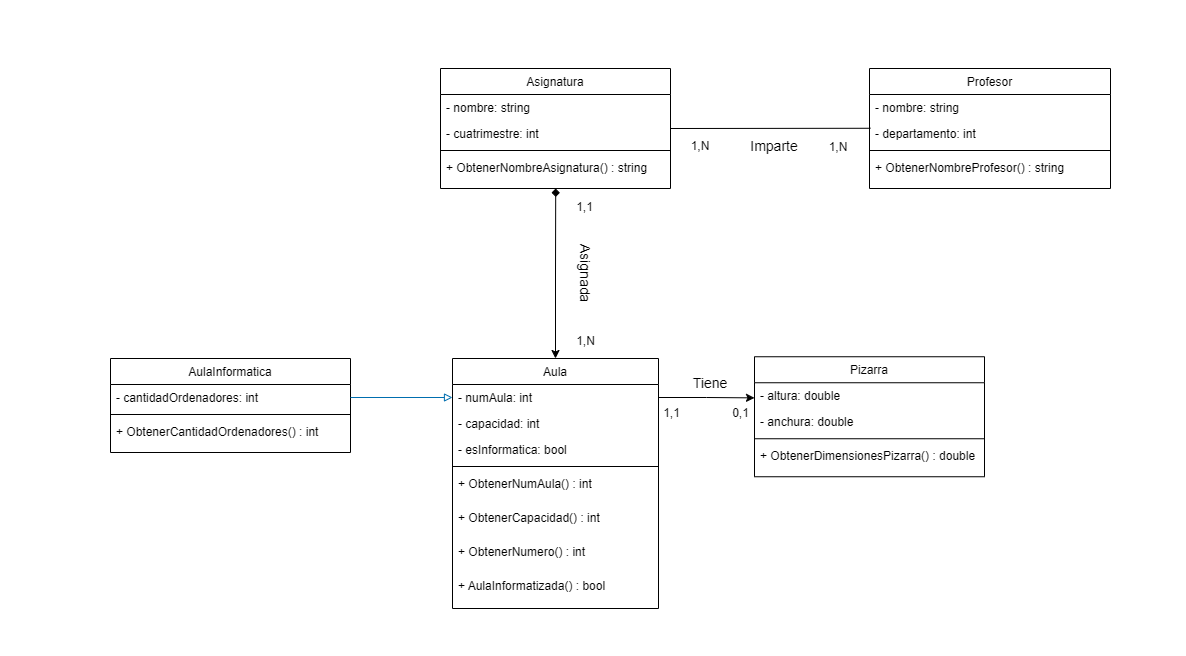 Asignatura
- nombre: string
- cuatrimestre: int
+ ObtenerNombreAsignatura() : string
Profesor
- nombre: string
- departamento: int
+ ObtenerNombreProfesor() : string
1,N
Imparte
1,N
1,1
Asignada
1,N
AulaInformatica
- cantidadOrdenadores: int
+ ObtenerCantidadOrdenadores() : int
Aula
- numAula: int
- capacidad: int
- esInformatica: bool
+ ObtenerNumAula() : int
+ ObtenerCapacidad() : int
+ ObtenerNumero() : int
+ AulaInformatizada() : bool
Tiene
1,1
0,1
Pizarra
- altura: double
- anchura: double
+ ObtenerDimensionesPizarra() : double